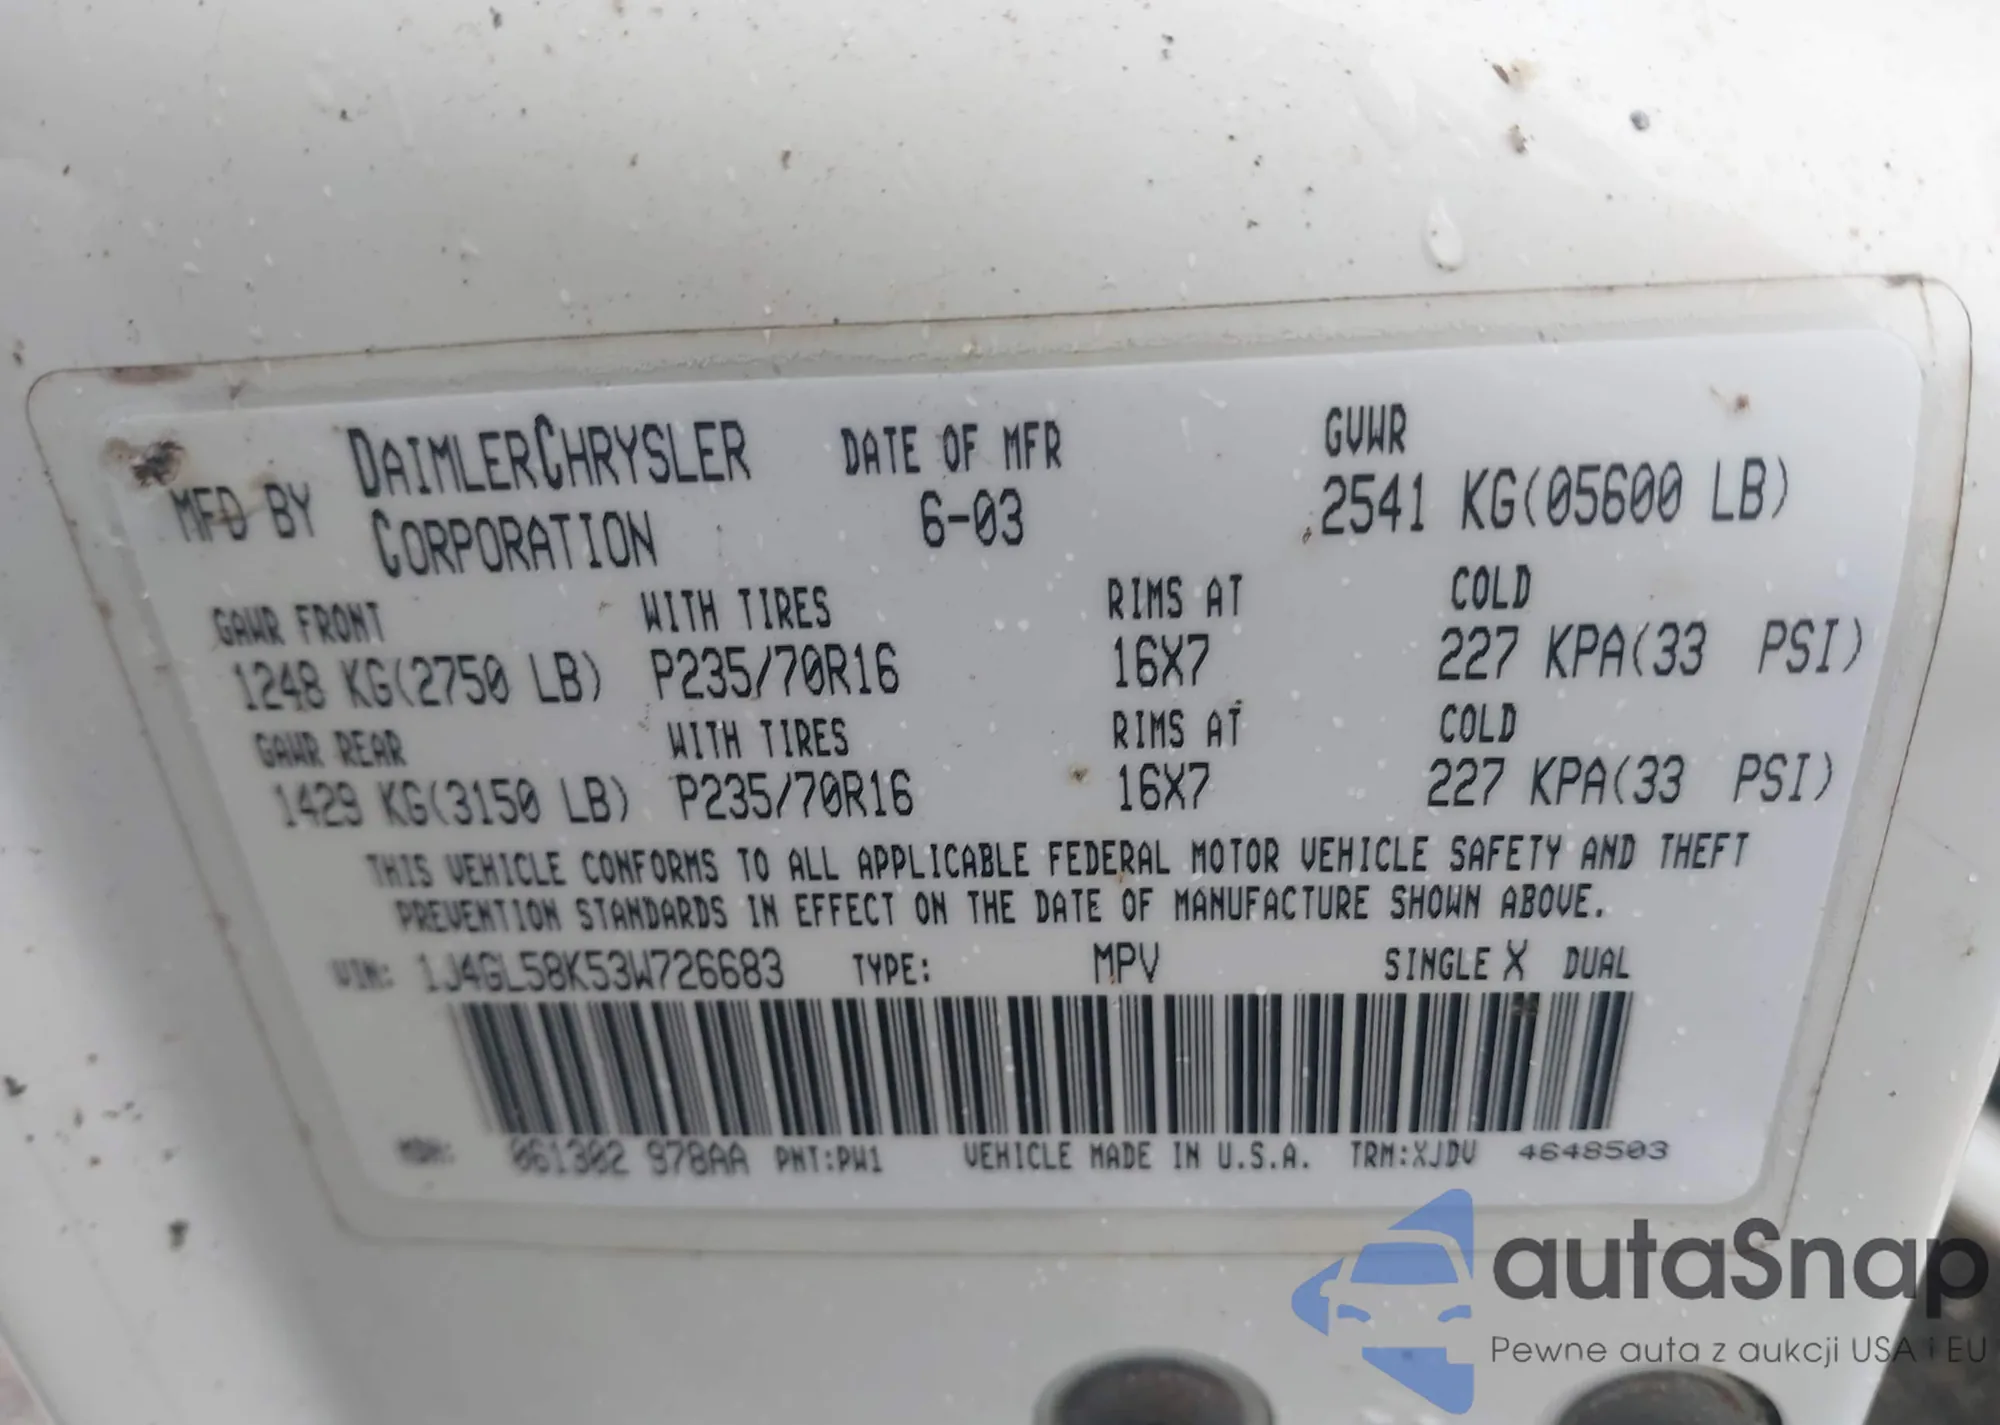 MFD BY DAIMLERCHRYSLER CORPORATION DATE OF MFR 6-03 GVWR 2541 KG(05600 LB)
GAWR FRONT WITH TIRES RIMS AT COLD
1248 KG(2750 LB) P235/70R16 16X7 227 KPA(33 PSI)
GAWR REAR WITH TIRES RIMS AT COLD
1429 KG(3150 LB) P235/70R16 16X7 227 KPA(33 PSI)
THIS VEHICLE CONFORMS TO ALL APPLICABLE FEDERAL MOTOR VEHICLE SAFETY AND THEFT
PREVENTION STANDARDS IN EFFECT ON THE DATE OF MANUFACTURE SHOWN ABOVE.
VIN: 1J4GL58K53W726683 TYPE: MPV SINGLE X DUAL
MDH: 061302 978AA PNT:PW1 VEHICLE MADE IN U.S.A. TRM:XJDV 4648503
autaSnap
Pewne auta z aukcji USA i EU